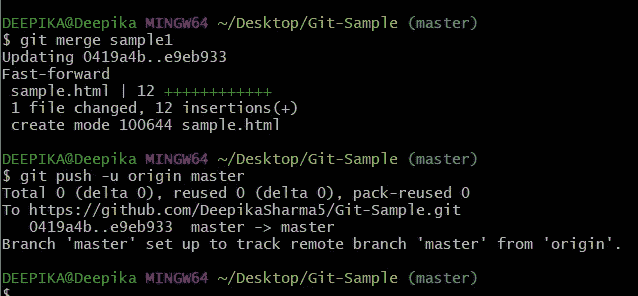 DEEPIKA@Deepika MINGW64 ~/Desktop/Git-Sample (master)
$ git merge sample1
Updating 0419a4b..e9eb933
Fast-forward
 sample.html | 12 ++++++++++++
 1 file changed, 12 insertions(+)
 create mode 100644 sample.html
DEEPIKA@Deepika MINGW64 ~/Desktop/Git-Sample (master)
$ git push -u origin master
Total 0 (delta 0), reused 0 (delta 0), pack-reused 0
To https://github.com/DeepikaSharma5/Git-Sample.git
   0419a4b..e9eb933  master -> master
Branch 'master' set up to track remote branch 'master' from 'origin'.
DEEPIKA@Deepika MINGW64 ~/Desktop/Git-Sample (master)
$